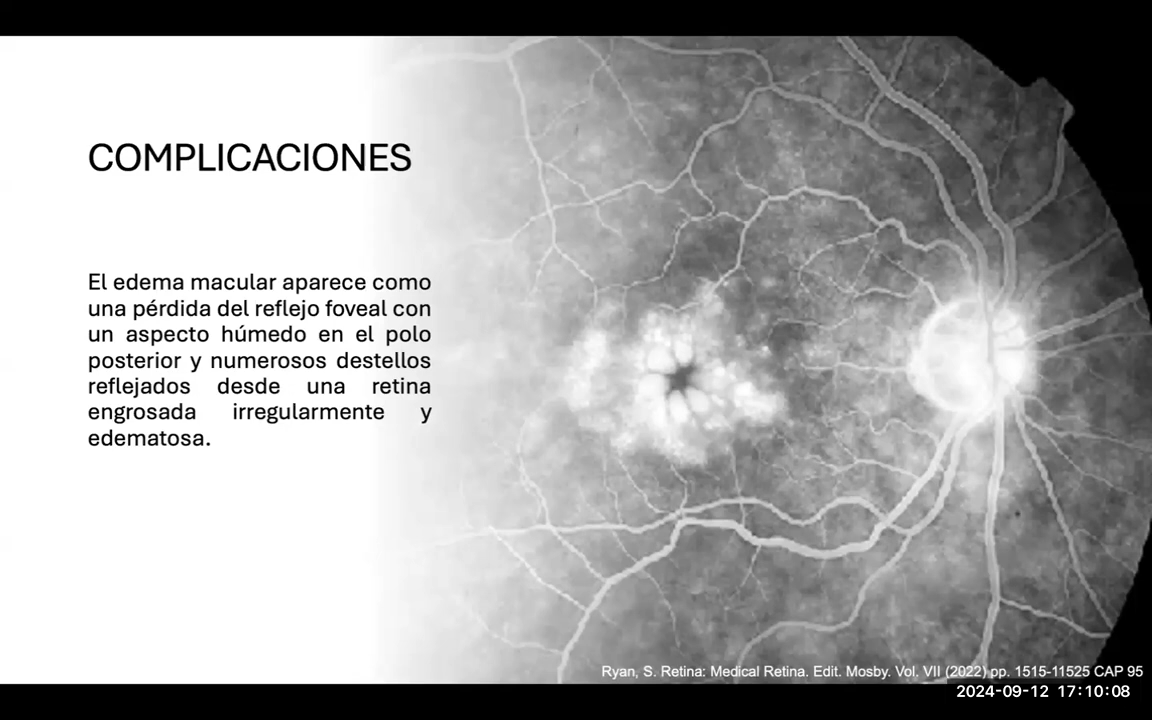 COMPLICACIONES
El edema macular aparece como
una pérdida del reflejo foveal con
un aspecto húmedo en el polo
posterior y numerosos destellos
reflejados desde una retina
engrosada irregularmente y
edematosa.
Ryan, S. Retina: Medical Retina. Edit. Mosby. Vol. VII (2022) pp. 1515-11525 CAP 95
2024-09-12 17:10:08